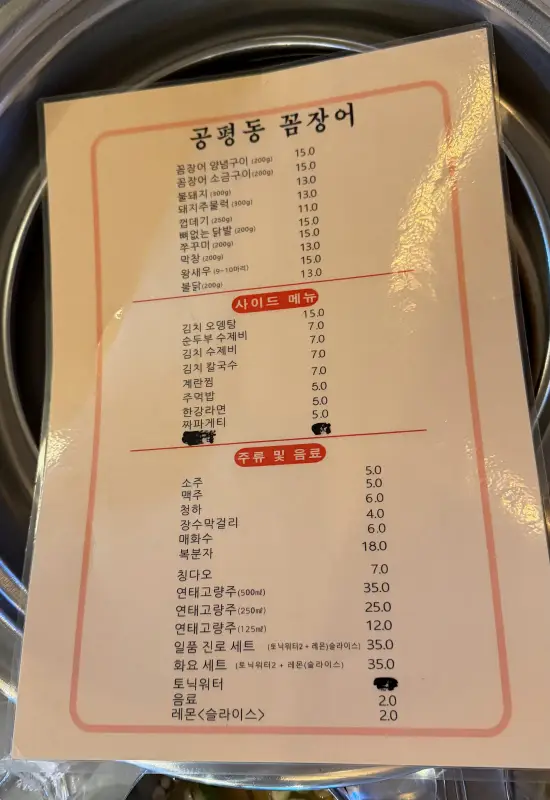 공평동 꼼장어
꼼장어 양념구이 (200g) 15.0
꼼장어 소금구이 (200g) 15.0
불돼지 (300g) 13.0
돼지주물럭 (300g) 13.0
껍데기 (250g) 11.0
뼈없는 닭발 (200g) 15.0
쭈꾸미 (200g) 15.0
막창 (200g) 13.0
왕새우 (9~10마리) 15.0
불닭 (200g) 13.0
사이드 메뉴
김치 오뎅탕 15.0
순두부 수제비 7.0
김치 수제비 7.0
김치 칼국수 7.0
계란찜 7.0
주먹밥 5.0
한강라면 5.0
짜파게티 5.0
주류 및 음료
소주 5.0
맥주 5.0
청하 6.0
장수막걸리 4.0
매화수 6.0
복분자 18.0
칭다오 7.0
연태고량주(500㎖) 35.0
연태고량주(250㎖) 25.0
연태고량주(125㎖) 12.0
일품 진로 세트 (토닉워터2 + 레몬(슬라이스) 35.0
화요 세트 (토닉워터2 + 레몬(슬라이스) 35.0
토닉워터
음료 2.0
레몬<슬라이스> 2.0